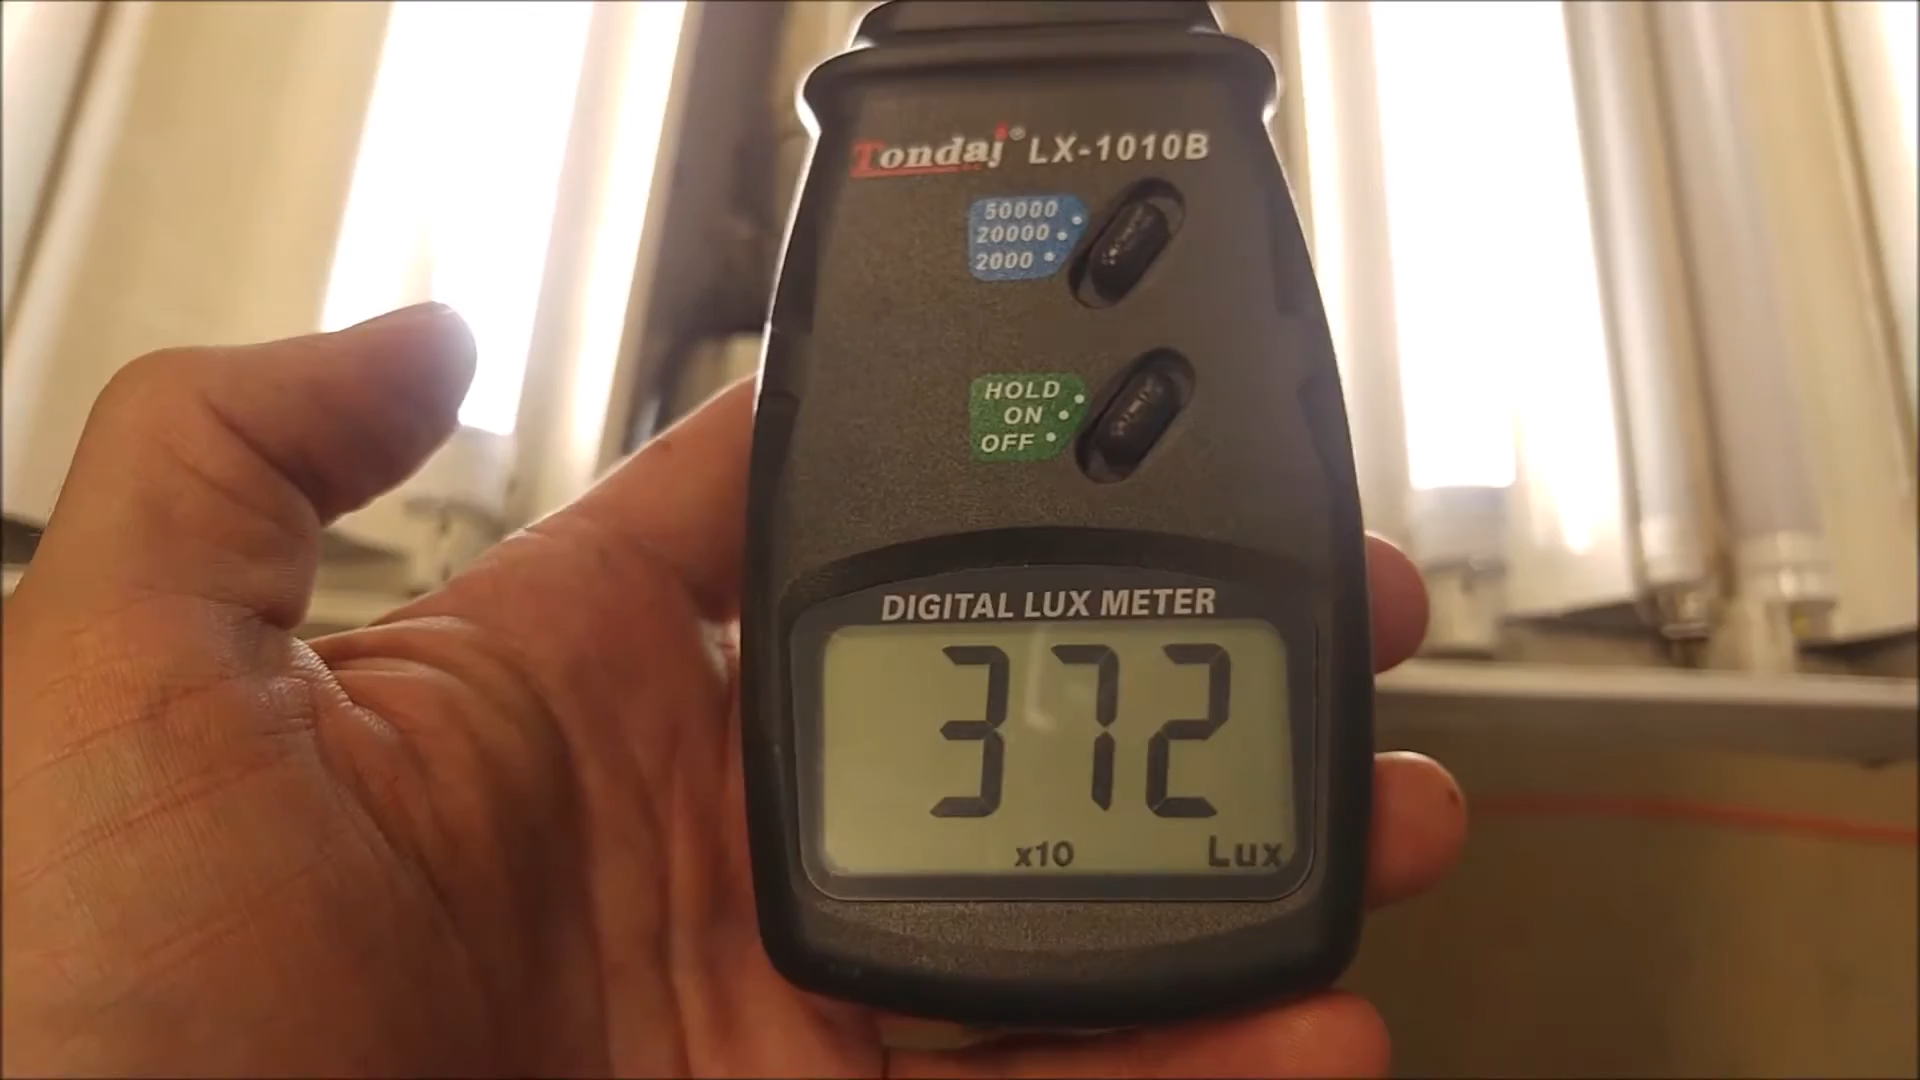 Tondaj® LX-1010B
50000
20000
2000
HOLD
ON
OFF
DIGITAL LUX METER
372
x10 Lux